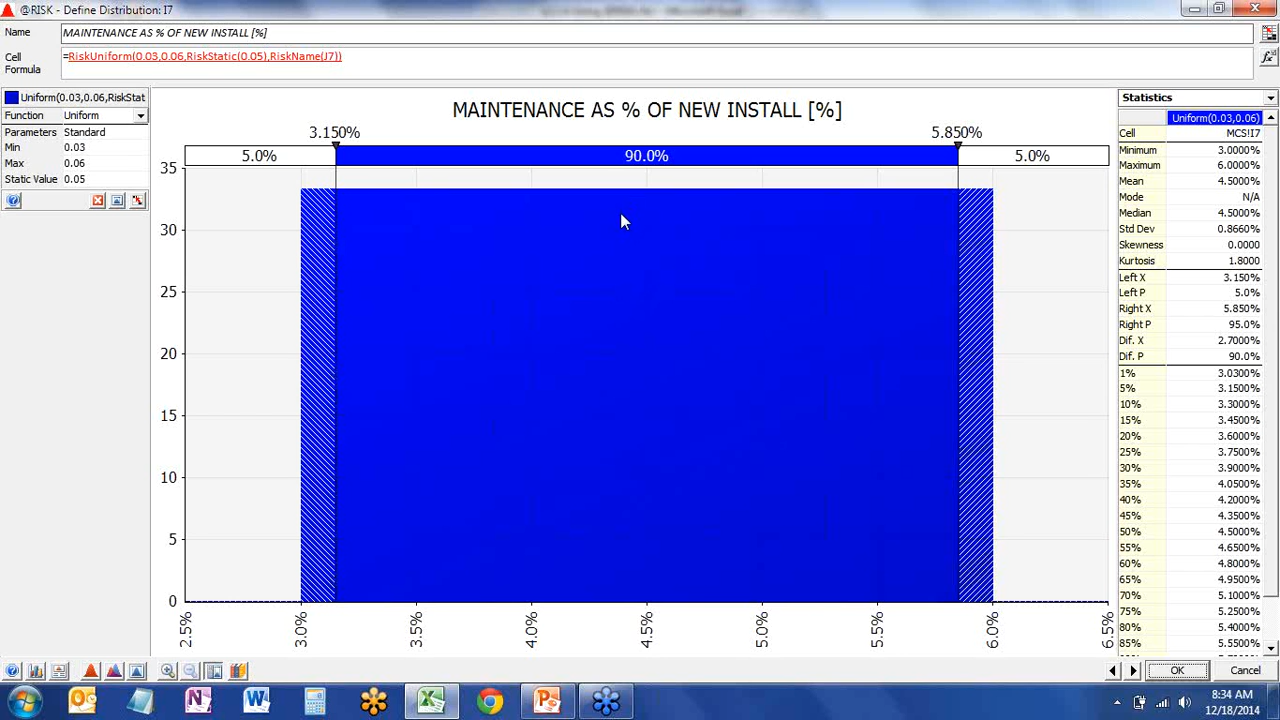 @RISK - Define Distribution: I7
Name
MAINTENANCE AS % OF NEW INSTALL [%]
Cell Formula
=RiskUniform(0.03,0.06,RiskStatic(0.05),RiskName(J7))
Uniform(0.03,0.06,RiskStat
Function Uniform
Parameters Standard
Min 0.03
Max 0.06
Static Value 0.05
MAINTENANCE AS % OF NEW INSTALL [%]
3.150% 5.850%
5.0% 90.0% 5.0%
35
30
25
20
15
10
5
0
2.5% 3.0% 3.5% 4.0% 4.5% 5.0% 5.5% 6.0% 6.5%
Statistics
Uniform(0.03,0.06)
Cell MCS!I7
Minimum 3.0000%
Maximum 6.0000%
Mean 4.5000%
Mode N/A
Median 4.5000%
Std Dev 0.8660%
Skewness 0.0000
Kurtosis 1.8000
Left X 3.150%
Left P 5.0%
Right X 5.850%
Right P 95.0%
Dif. X 2.7000%
Dif. P 90.0%
1% 3.0300%
5% 3.1500%
10% 3.3000%
15% 3.4500%
20% 3.6000%
25% 3.7500%
30% 3.9000%
35% 4.0500%
40% 4.2000%
45% 4.3500%
50% 4.5000%
55% 4.6500%
60% 4.8000%
65% 4.9500%
70% 5.1000%
75% 5.2500%
80% 5.4000%
85% 5.5500%
OK Cancel
8:34 AM
12/18/2014